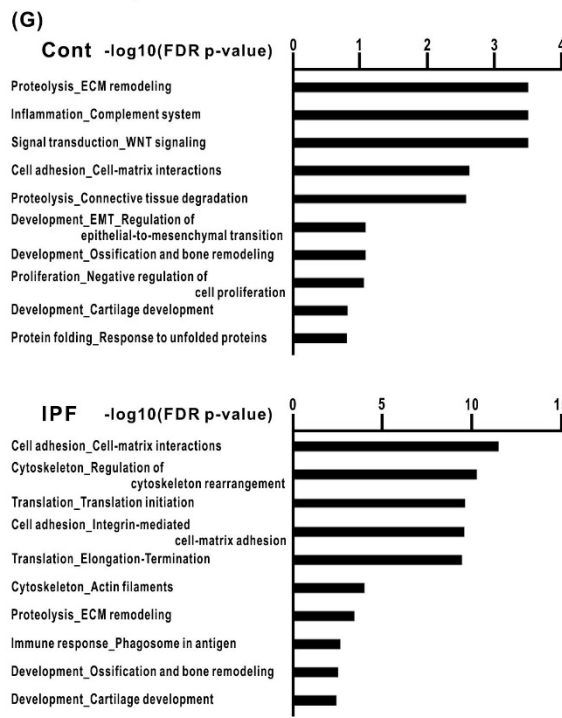 (G)
Cont -log10(FDR p-value)
0 1 2 3 4
Proteolysis_ECM remodeling
Inflammation_Complement system
Signal transduction_WNT signaling
Cell adhesion_Cell-matrix interactions
Proteolysis_Connective tissue degradation
Development_EMT_Regulation of
epithelial-to-mesenchymal transition
Development_Ossification and bone remodeling
Proliferation_Negative regulation of
cell proliferation
Development_Cartilage development
Protein folding_Response to unfolded proteins
IPF -log10(FDR p-value)
0 5 10 15
Cell adhesion_Cell-matrix interactions
Cytoskeleton_Regulation of
cytoskeleton rearrangement
Translation_Translation initiation
Cell adhesion_Integrin-mediated
cell-matrix adhesion
Translation_Elongation-Termination
Cytoskeleton_Actin filaments
Proteolysis_ECM remodeling
Immune response_Phagosome in antigen
Development_Ossification and bone remodeling
Development_Cartilage development